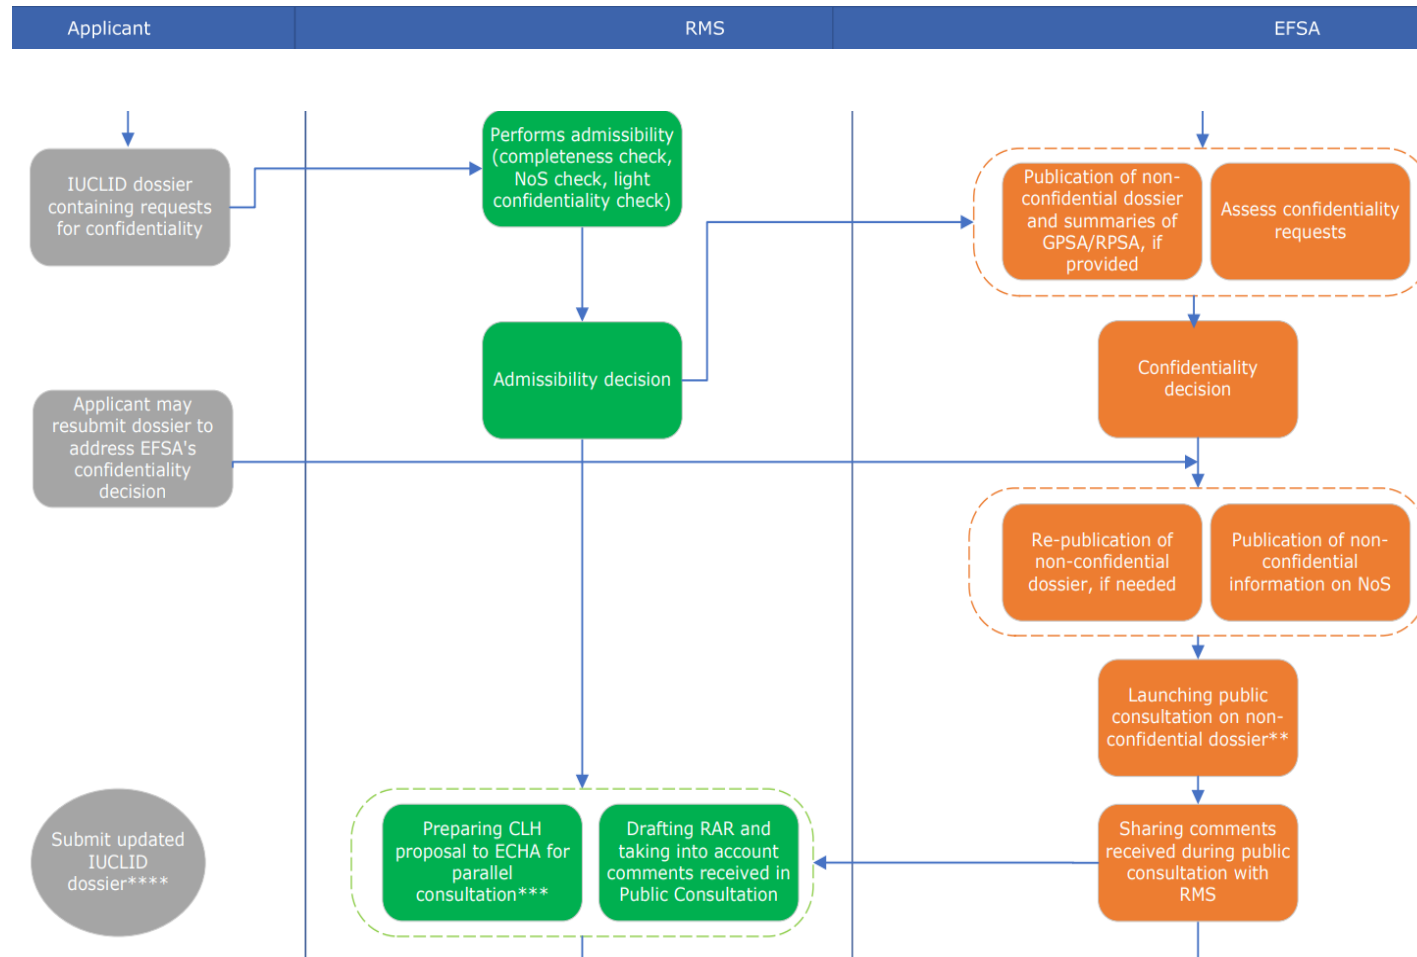 Applicant
RMS
EFSA
IUCLID dossier
containing requests
for confidentiality
Performs admissibility
(completeness check,
NoS check, light
confidentiality check)
Publication of non-
confidential dossier
and summaries of
GPSA/RPSA, if
provided
Assess confidentiality
requests
Admissibility decision
Confidentiality
decision
Applicant may
resubmit dossier to
address EFSA's
confidentiality
decision
Re-publication of
non-confidential
dossier, if needed
Publication of non-
confidential
information on NoS
Launching public
consultation on non-
confidential dossier**
Submit updated
IUCLID
dossier****
Preparing CLH
proposal to ECHA for
parallel
consultation***
Drafting RAR and
taking into account
comments received in
Public Consultation
Sharing comments
received during public
consultation with
RMS